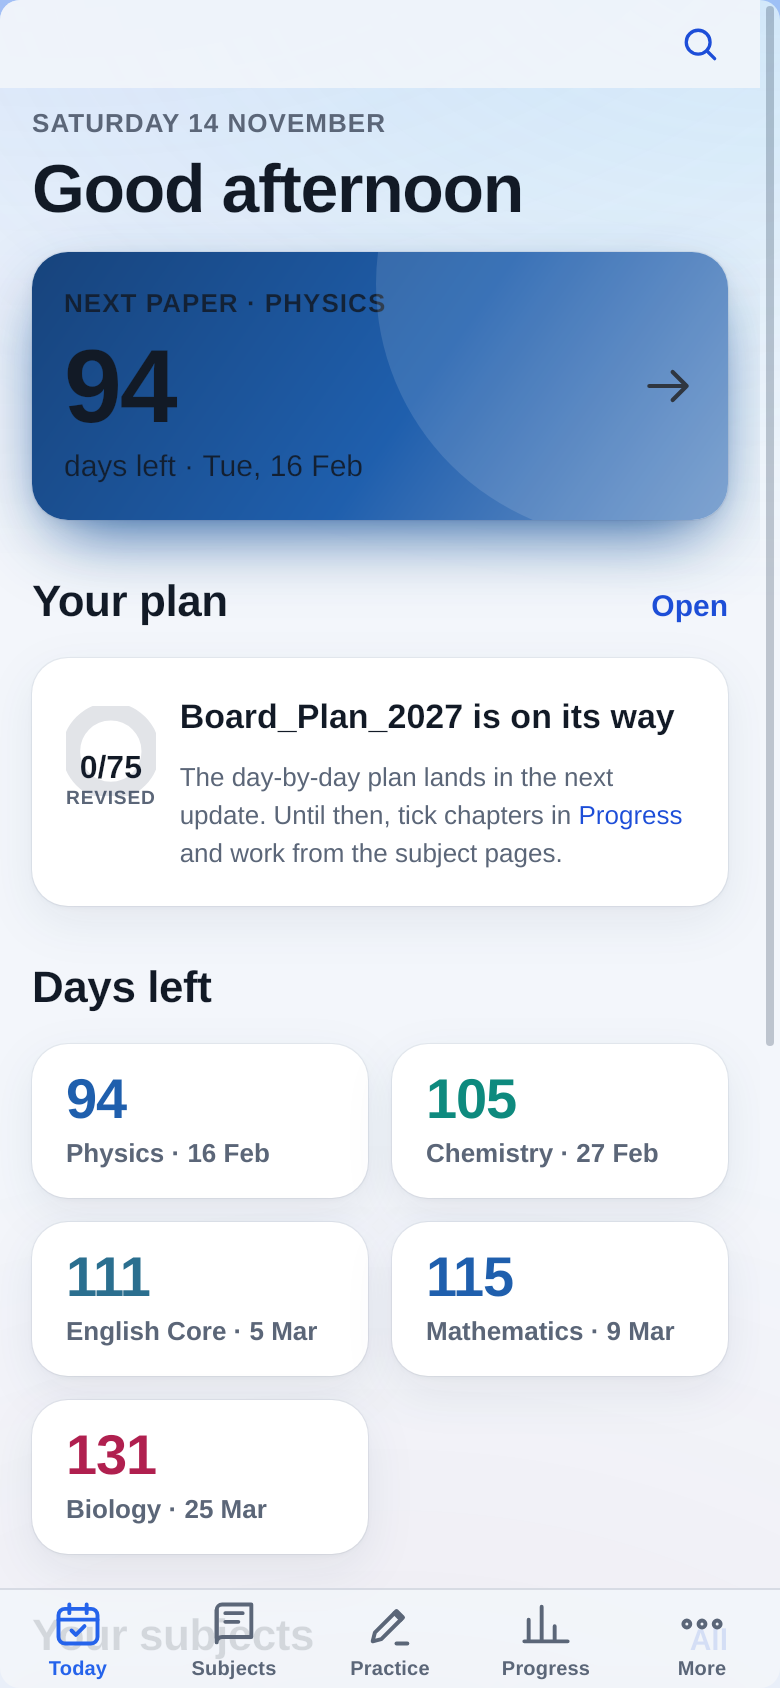 SATURDAY 14 NOVEMBER
Good afternoon
NEXT PAPER · PHYSICS
94
days left · Tue, 16 Feb
Your plan
Open
0/75
REVISED
Board_Plan_2027 is on its way
The day-by-day plan lands in the next
update. Until then, tick chapters in Progress
and work from the subject pages.
Days left
94
Physics · 16 Feb
105
Chemistry · 27 Feb
111
English Core · 5 Mar
115
Mathematics · 9 Mar
131
Biology · 25 Mar
Your subjects
All
Today
Subjects
Practice
Progress
More